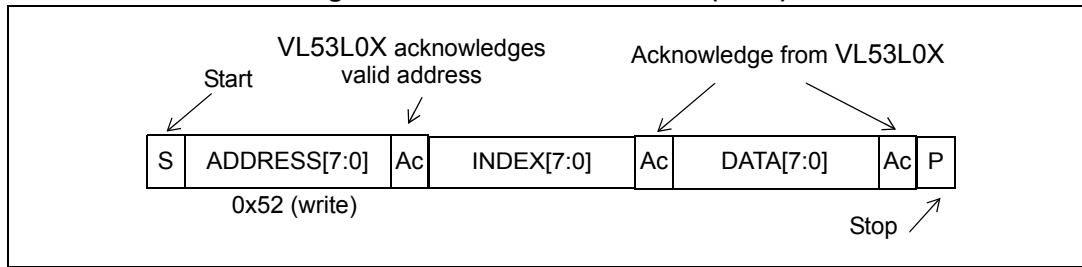 VL53L0X acknowledges
valid address
Acknowledge from VL53L0X
Start
S ADDRESS[7:0] Ac INDEX[7:0] Ac DATA[7:0] Ac P
0x52 (write)
Stop